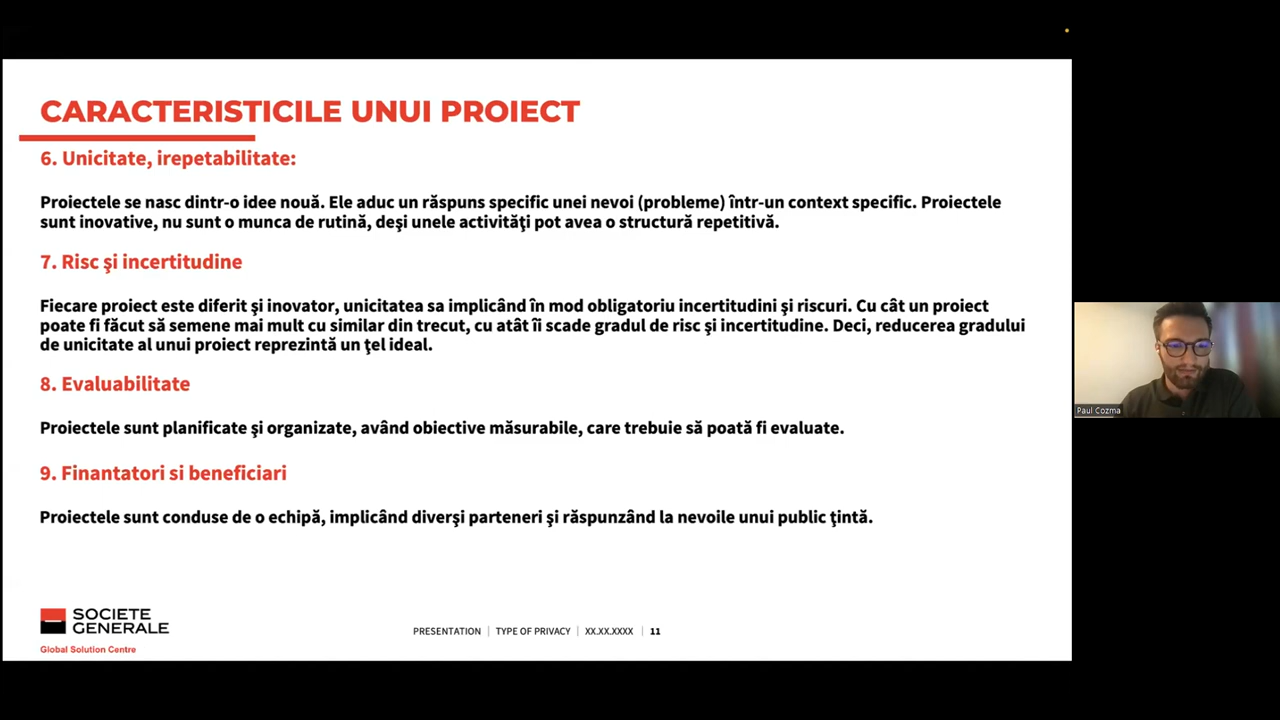 CARACTERISTICILE UNUI PROIECT
6. Unicitate, irepetabilitate:
Proiectele se nasc dintr-o idee nouă. Ele aduc un răspuns specific unei nevoi (probleme) într-un context specific. Proiectele
sunt inovative, nu sunt o munca de rutină, deşi unele activităţi pot avea o structură repetitivă.
7. Risc şi incertitudine
Fiecare proiect este diferit şi inovator, unicitatea sa implicând în mod obligatoriu incertitudini şi riscuri. Cu cât un proiect
poate fi făcut să semene mai mult cu similar din trecut, cu atât îi scade gradul de risc şi incertitudine. Deci, reducerea gradului
de unicitate al unui proiect reprezintă un ţel ideal.
8. Evaluabilitate
Proiectele sunt planificate şi organizate, având obiective măsurabile, care trebuie să poată fi evaluate.
9. Finantatori si beneficiari
Proiectele sunt conduse de o echipă, implicând diverşi parteneri şi răspunzând la nevoile unui public ţintă.
SOCIETE
GENERALE
Global Solution Centre
PRESENTATION | TYPE OF PRIVACY | XX.XX.XXXX | 11
Paul Cozma